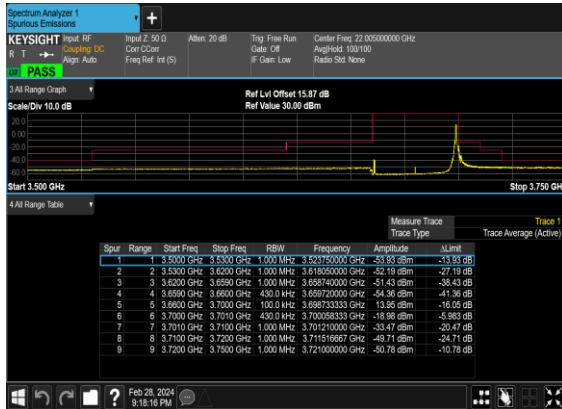 Spectrum Analyzer 1
Spurious Emissions
+
KEYSIGHT Input: RF Input Z: 50 Ω Atten: 20 dB Trig: Free Run Center Freq: 22.005000000 GHz
R T Coupling: DC Corr CCorr Gate: Off Avg|Hold: 100/100
Align: Auto Freq Ref: Int (S) IF Gain: Low Radio Std: None
PASS
3 All Range Graph
Ref Lvl Offset 15.87 dB
Scale/Div 10.0 dB Ref Value 30.00 dBm
20.0
0.00
-20.0
-40.0
-60.0
Start 3.500 GHz Stop 3.750 GH
4 All Range Table
Measure Trace Trace 1
Trace Type Trace Average (Active)
Spur Range Start Freq Stop Freq RBW Frequency Amplitude ΔLimit
1 1 3.5000 GHz 3.5300 GHz 1.000 MHz 3.523750000 GHz -53.93 dBm -13.93 dB
2 2 3.5300 GHz 3.6200 GHz 1.000 MHz 3.618050000 GHz -52.19 dBm -27.19 dB
3 3 3.6200 GHz 3.6590 GHz 1.000 MHz 3.658740000 GHz -51.43 dBm -38.43 dB
4 4 3.6590 GHz 3.6600 GHz 430.0 kHz 3.659720000 GHz -54.36 dBm -41.36 dB
5 5 3.6600 GHz 3.7000 GHz 100.0 kHz 3.698733333 GHz 13.95 dBm -16.05 dB
6 6 3.7000 GHz 3.7010 GHz 430.0 kHz 3.700058333 GHz -18.98 dBm -5.983 dB
7 7 3.7010 GHz 3.7100 GHz 1.000 MHz 3.701210000 GHz -33.47 dBm -20.47 dB
8 8 3.7100 GHz 3.7200 GHz 1.000 MHz 3.711516667 GHz -49.71 dBm -24.71 dB
9 9 3.7200 GHz 3.7500 GHz 1.000 MHz 3.721000000 GHz -50.78 dBm -10.78 dB
? Feb 28, 2024
9:18:16 PM